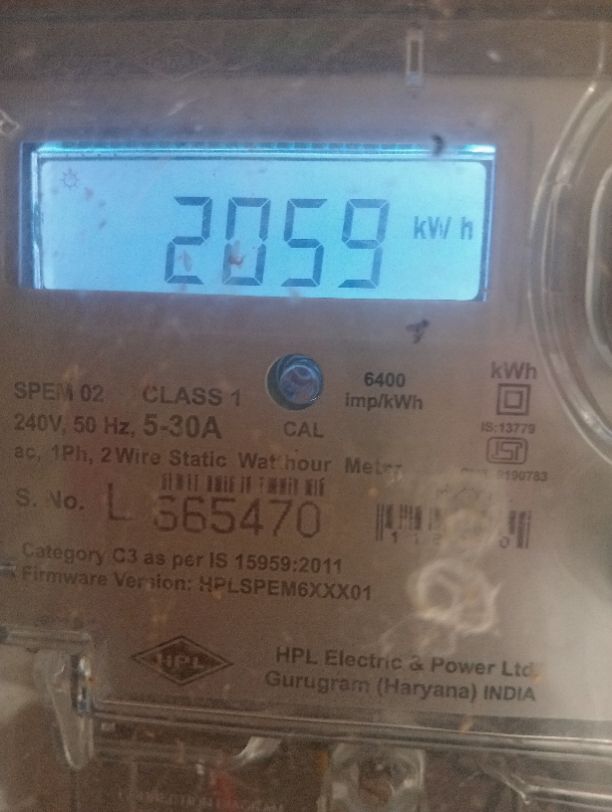 2059 kWh
SPEM 02 CLASS 1
240V, 50 Hz, 5-30A
CAL
6400
imp/kWh
kWh
IS:13779
ac, 1Ph, 2 Wire Static Watthour Meter
S. No. L 665470
Category C3 as per IS 15959:2011
Firmware Version: HPLSPEM6XXX01
HPL
HPL Electric & Power Ltd
Gurugram (Haryana) INDIA